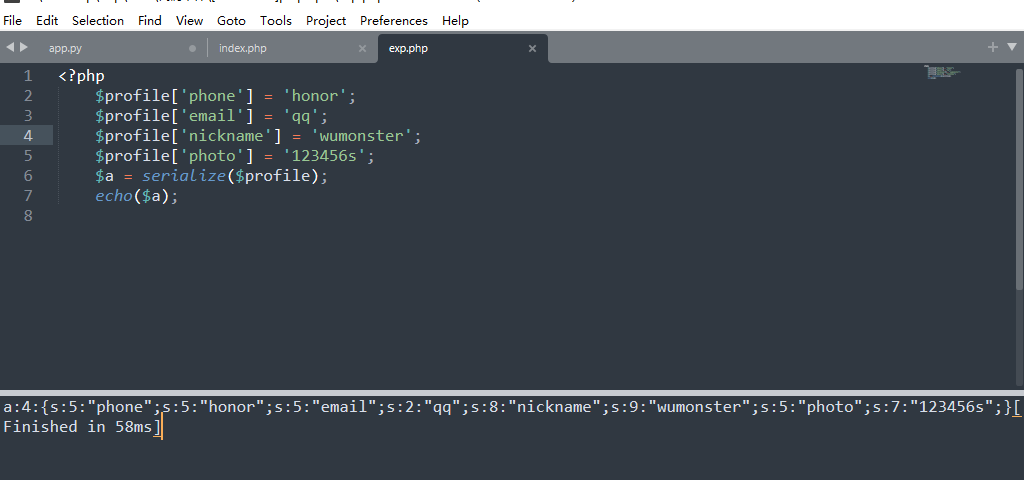 File Edit Selection Find View Goto Tools Project Preferences Help
app.py index.php exp.php
1 <?php
2 $profile['phone'] = 'honor';
3 $profile['email'] = 'qq';
4 $profile['nickname'] = 'wumonster';
5 $profile['photo'] = '123456s';
6 $a = serialize($profile);
7 echo($a);
8
a:4:{s:5:"phone";s:5:"honor";s:5:"email";s:2:"qq";s:8:"nickname";s:9:"wumonster";s:5:"photo";s:7:"123456s";}[
Finished in 58ms]